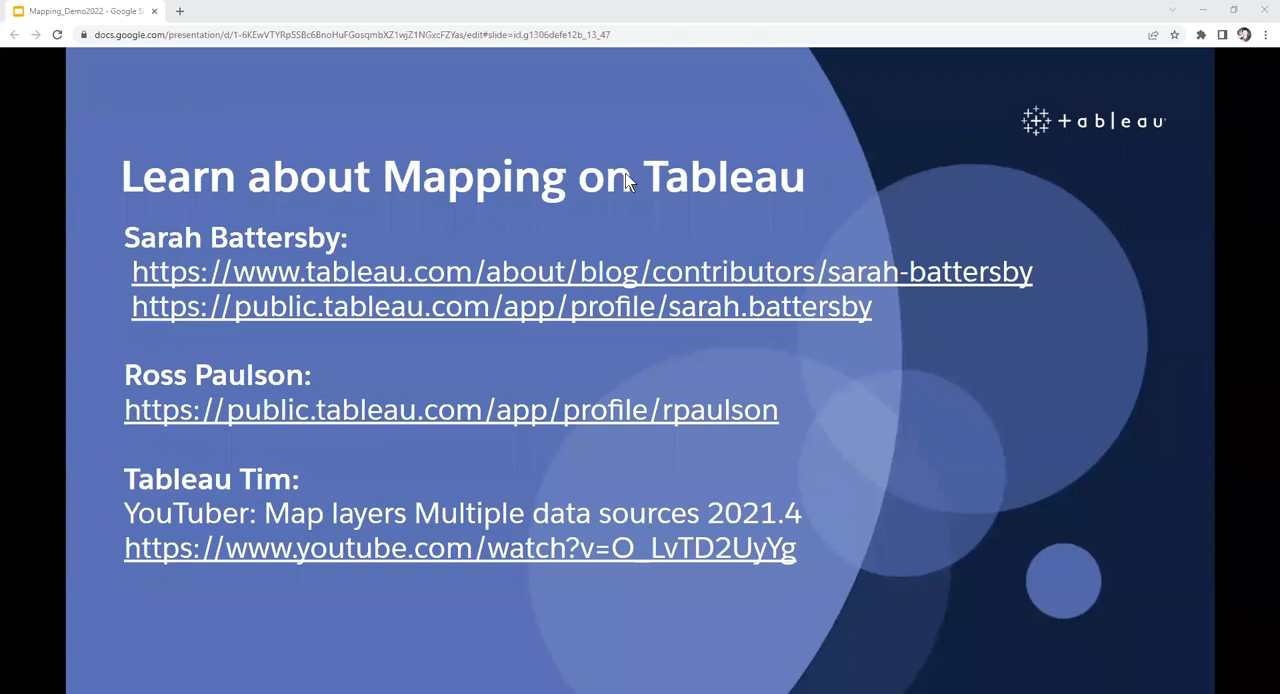 Mapping_Demo2022 - Google S
docs.google.com/presentation/d/1-6KEwVTYRp5SBc6BnoHuFGosqmbXZ1wjZ1NGxcFZYas/edit#slide=id.g1306defe12b_13_47
+ a b l e a u
Learn about Mapping on Tableau
Sarah Battersby:
https://www.tableau.com/about/blog/contributors/sarah-battersby
https://public.tableau.com/app/profile/sarah.battersby
Ross Paulson:
https://public.tableau.com/app/profile/rpaulson
Tableau Tim:
YouTuber: Map layers Multiple data sources 2021.4
https://www.youtube.com/watch?v=O_LvTD2UyYg